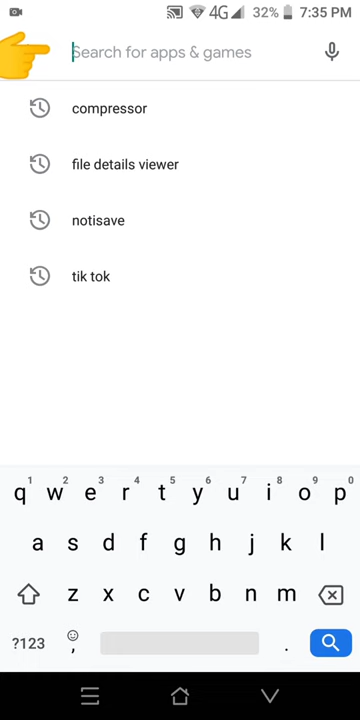 4G 32% 7:35 PM
Search for apps & games
compressor
file details viewer
notisave
tik tok
1 2 3 4 5 6 7 8 9 0
q w e r t y u i o p
a s d f g h j k l
z x c v b n m
?123 , .